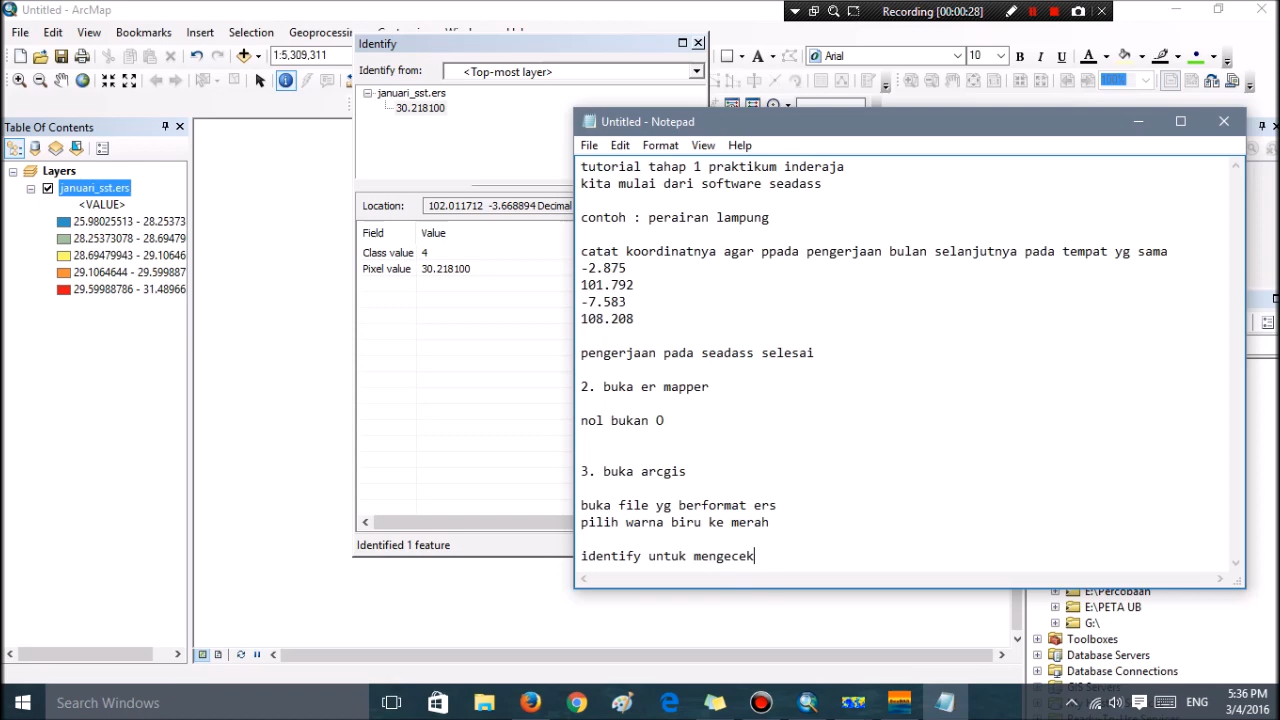 Untitled - ArcMap
Recording [00:00:28]
File Edit View Bookmarks Insert Selection Geoprocessing
1:5,309,311
Arial 10 B I U A
100%
Identify
Identify from: <Top-most layer>
januari_sst.ers
30.218100
Location: 102.011712 -3.668894 Decimal
Field Value
Class value 4
Pixel value 30.218100
Identified 1 feature
Table Of Contents
Layers
januari_sst.ers
<VALUE>
25.98025513 - 28.25373
28.25373078 - 28.69479
28.69479943 - 29.10646
29.1064644 - 29.599887
29.59988786 - 31.48966
Untitled - Notepad
File Edit Format View Help
tutorial tahap 1 praktikum inderaja
kita mulai dari software seadass
contoh : perairan lampung
catat koordinatnya agar ppada pengerjaan bulan selanjutnya pada tempat yg sama
-2.875
101.792
-7.583
108.208
pengerjaan pada seadass selesai
2. buka er mapper
nol bukan O
3. buka arcgis
buka file yg berformat ers
pilih warna biru ke merah
identify untuk mengecek
E:\Percobaan
E:\PETA UB
G:\
Toolboxes
Database Servers
Database Connections
GIS Servers
Search Windows
ENG
5:36 PM
3/4/2016